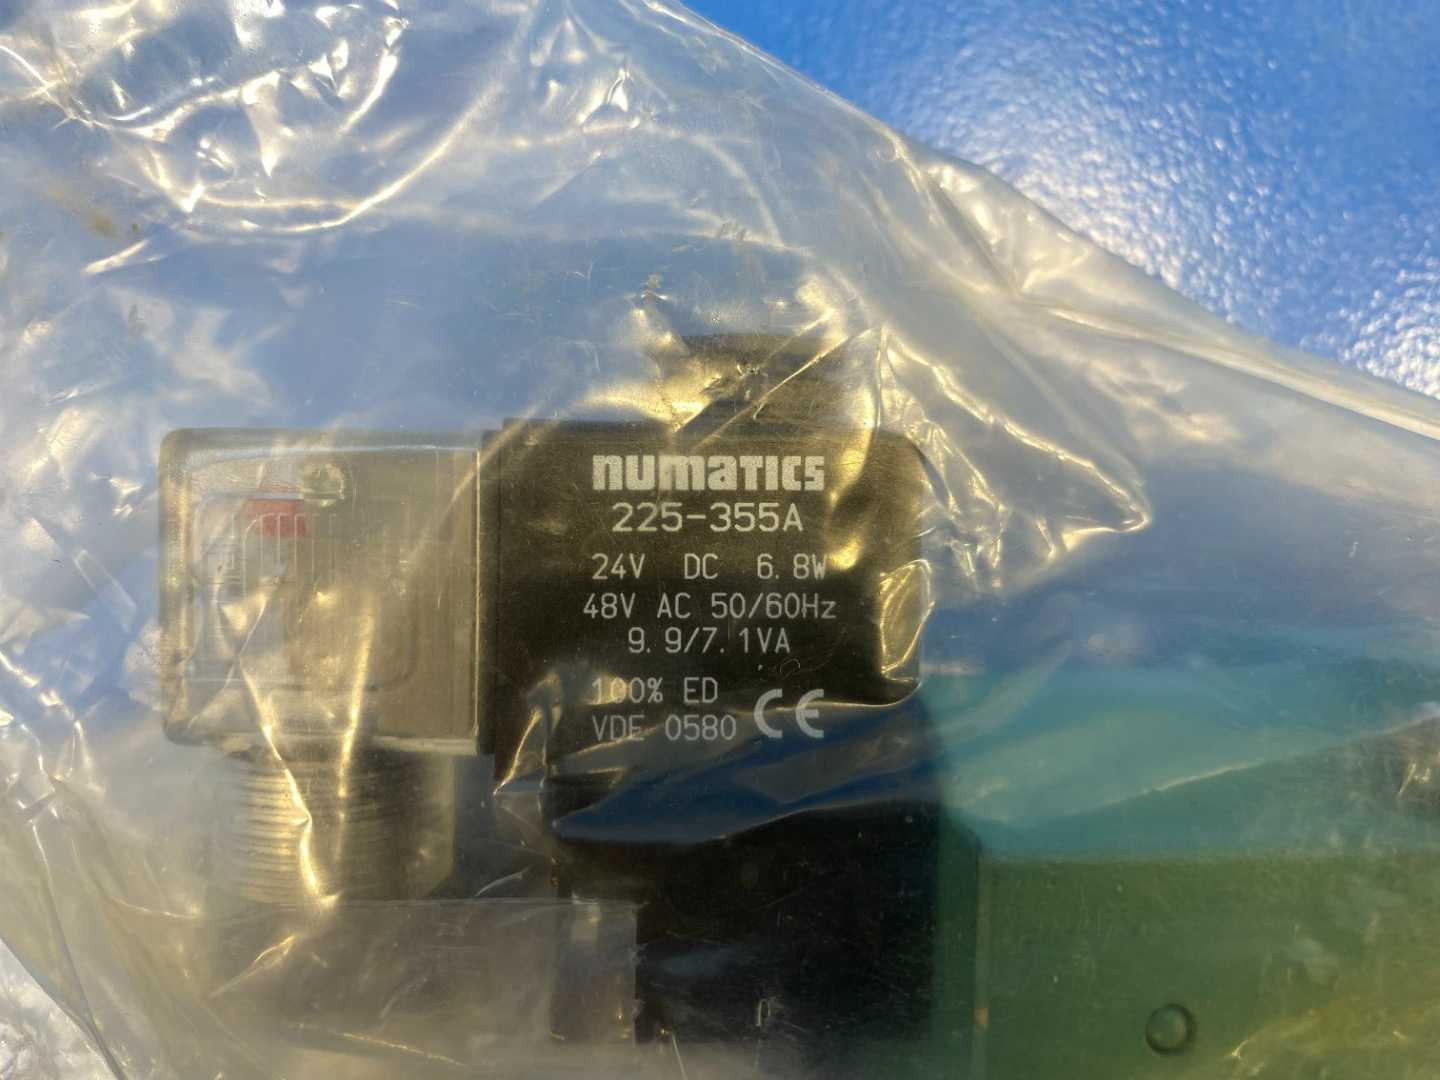 numatics
225-355A
24V DC 6.8W
48V AC 50/60Hz
9.9/7.1VA
100% ED
VDE 0580 CE